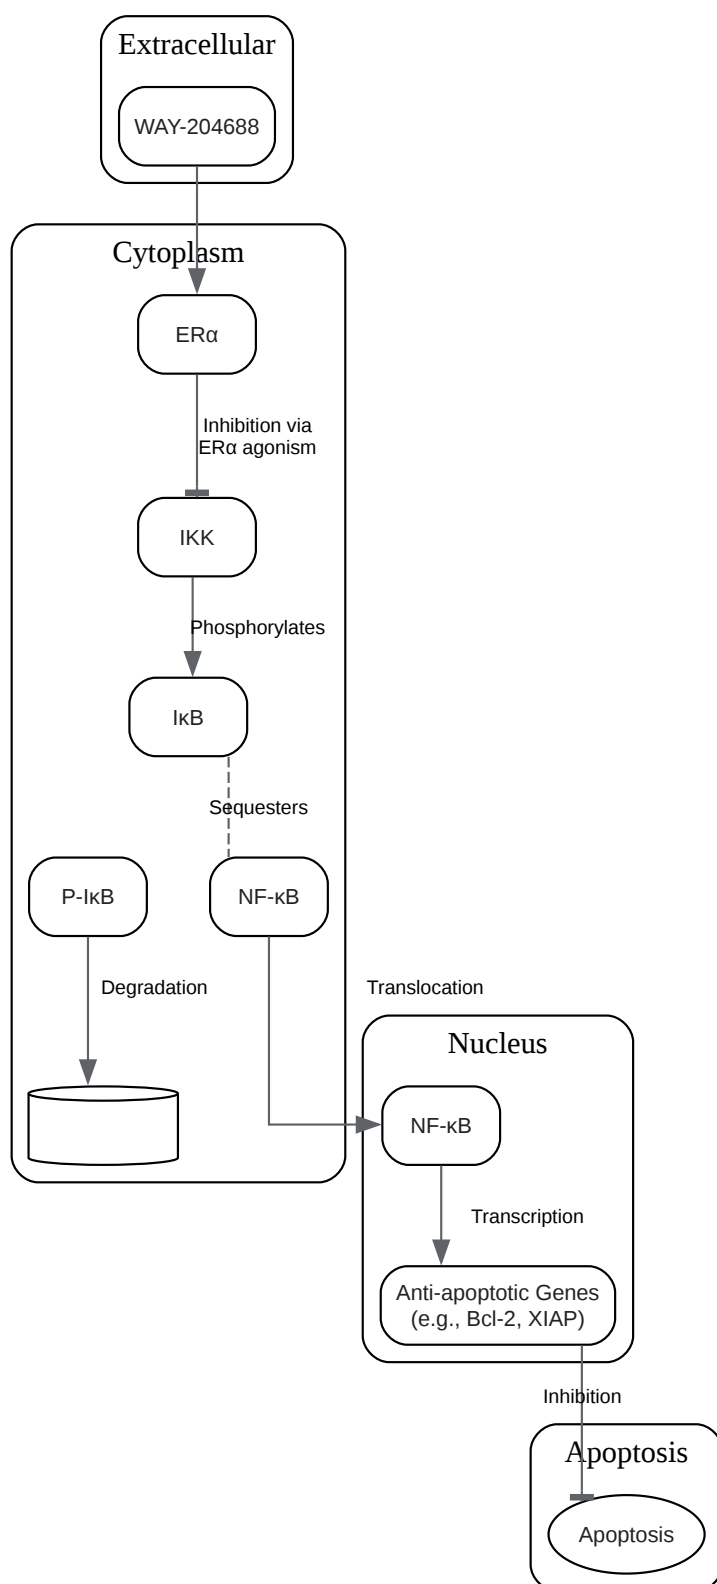 Extracellular
WAY-204688
Cytoplasm
ERα
Inhibition via
ERα agonism
IKK
Phosphorylates
IκB
Sequesters
P-IκB
NF-κB
Degradation
Translocation
Nucleus
NF-κB
Transcription
Anti-apoptotic Genes
(e.g., Bcl-2, XIAP)
Inhibition
Apoptosis
Apoptosis